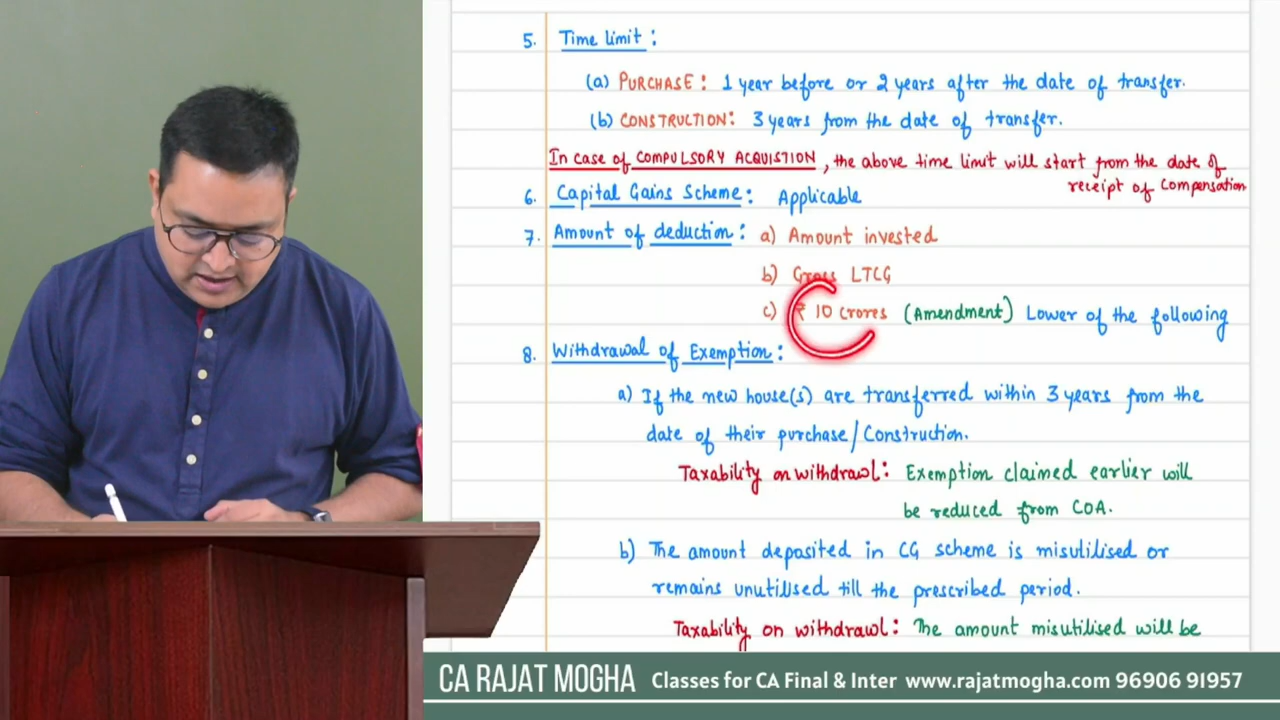 5. Time limit :
(a) PURCHASE : 1 year before or 2 years after the date of transfer.
(b) CONSTRUCTION : 3 years from the date of transfer.
In case of COMPULSORY ACQUISTION, the above time limit will start from the date of
receipt of Compensation
6. Capital Gains Scheme : Applicable
7. Amount of deduction : a) Amount invested
b) Gross LTCG
c) ₹ 10 crores (Amendment) Lower of the following
8. Withdrawal of Exemption :
a) If the new house(s) are transferred within 3 years from the
date of their purchase/Construction.
Taxability on withdrawl : Exemption claimed earlier will
be reduced from COA.
b) The amount deposited in CG scheme is misutilised or
remains unutilised till the prescribed period.
Taxability on withdrawl : The amount misutilised will be
CA RAJAT MOGHA Classes for CA Final & Inter www.rajatmogha.com 96906 91957